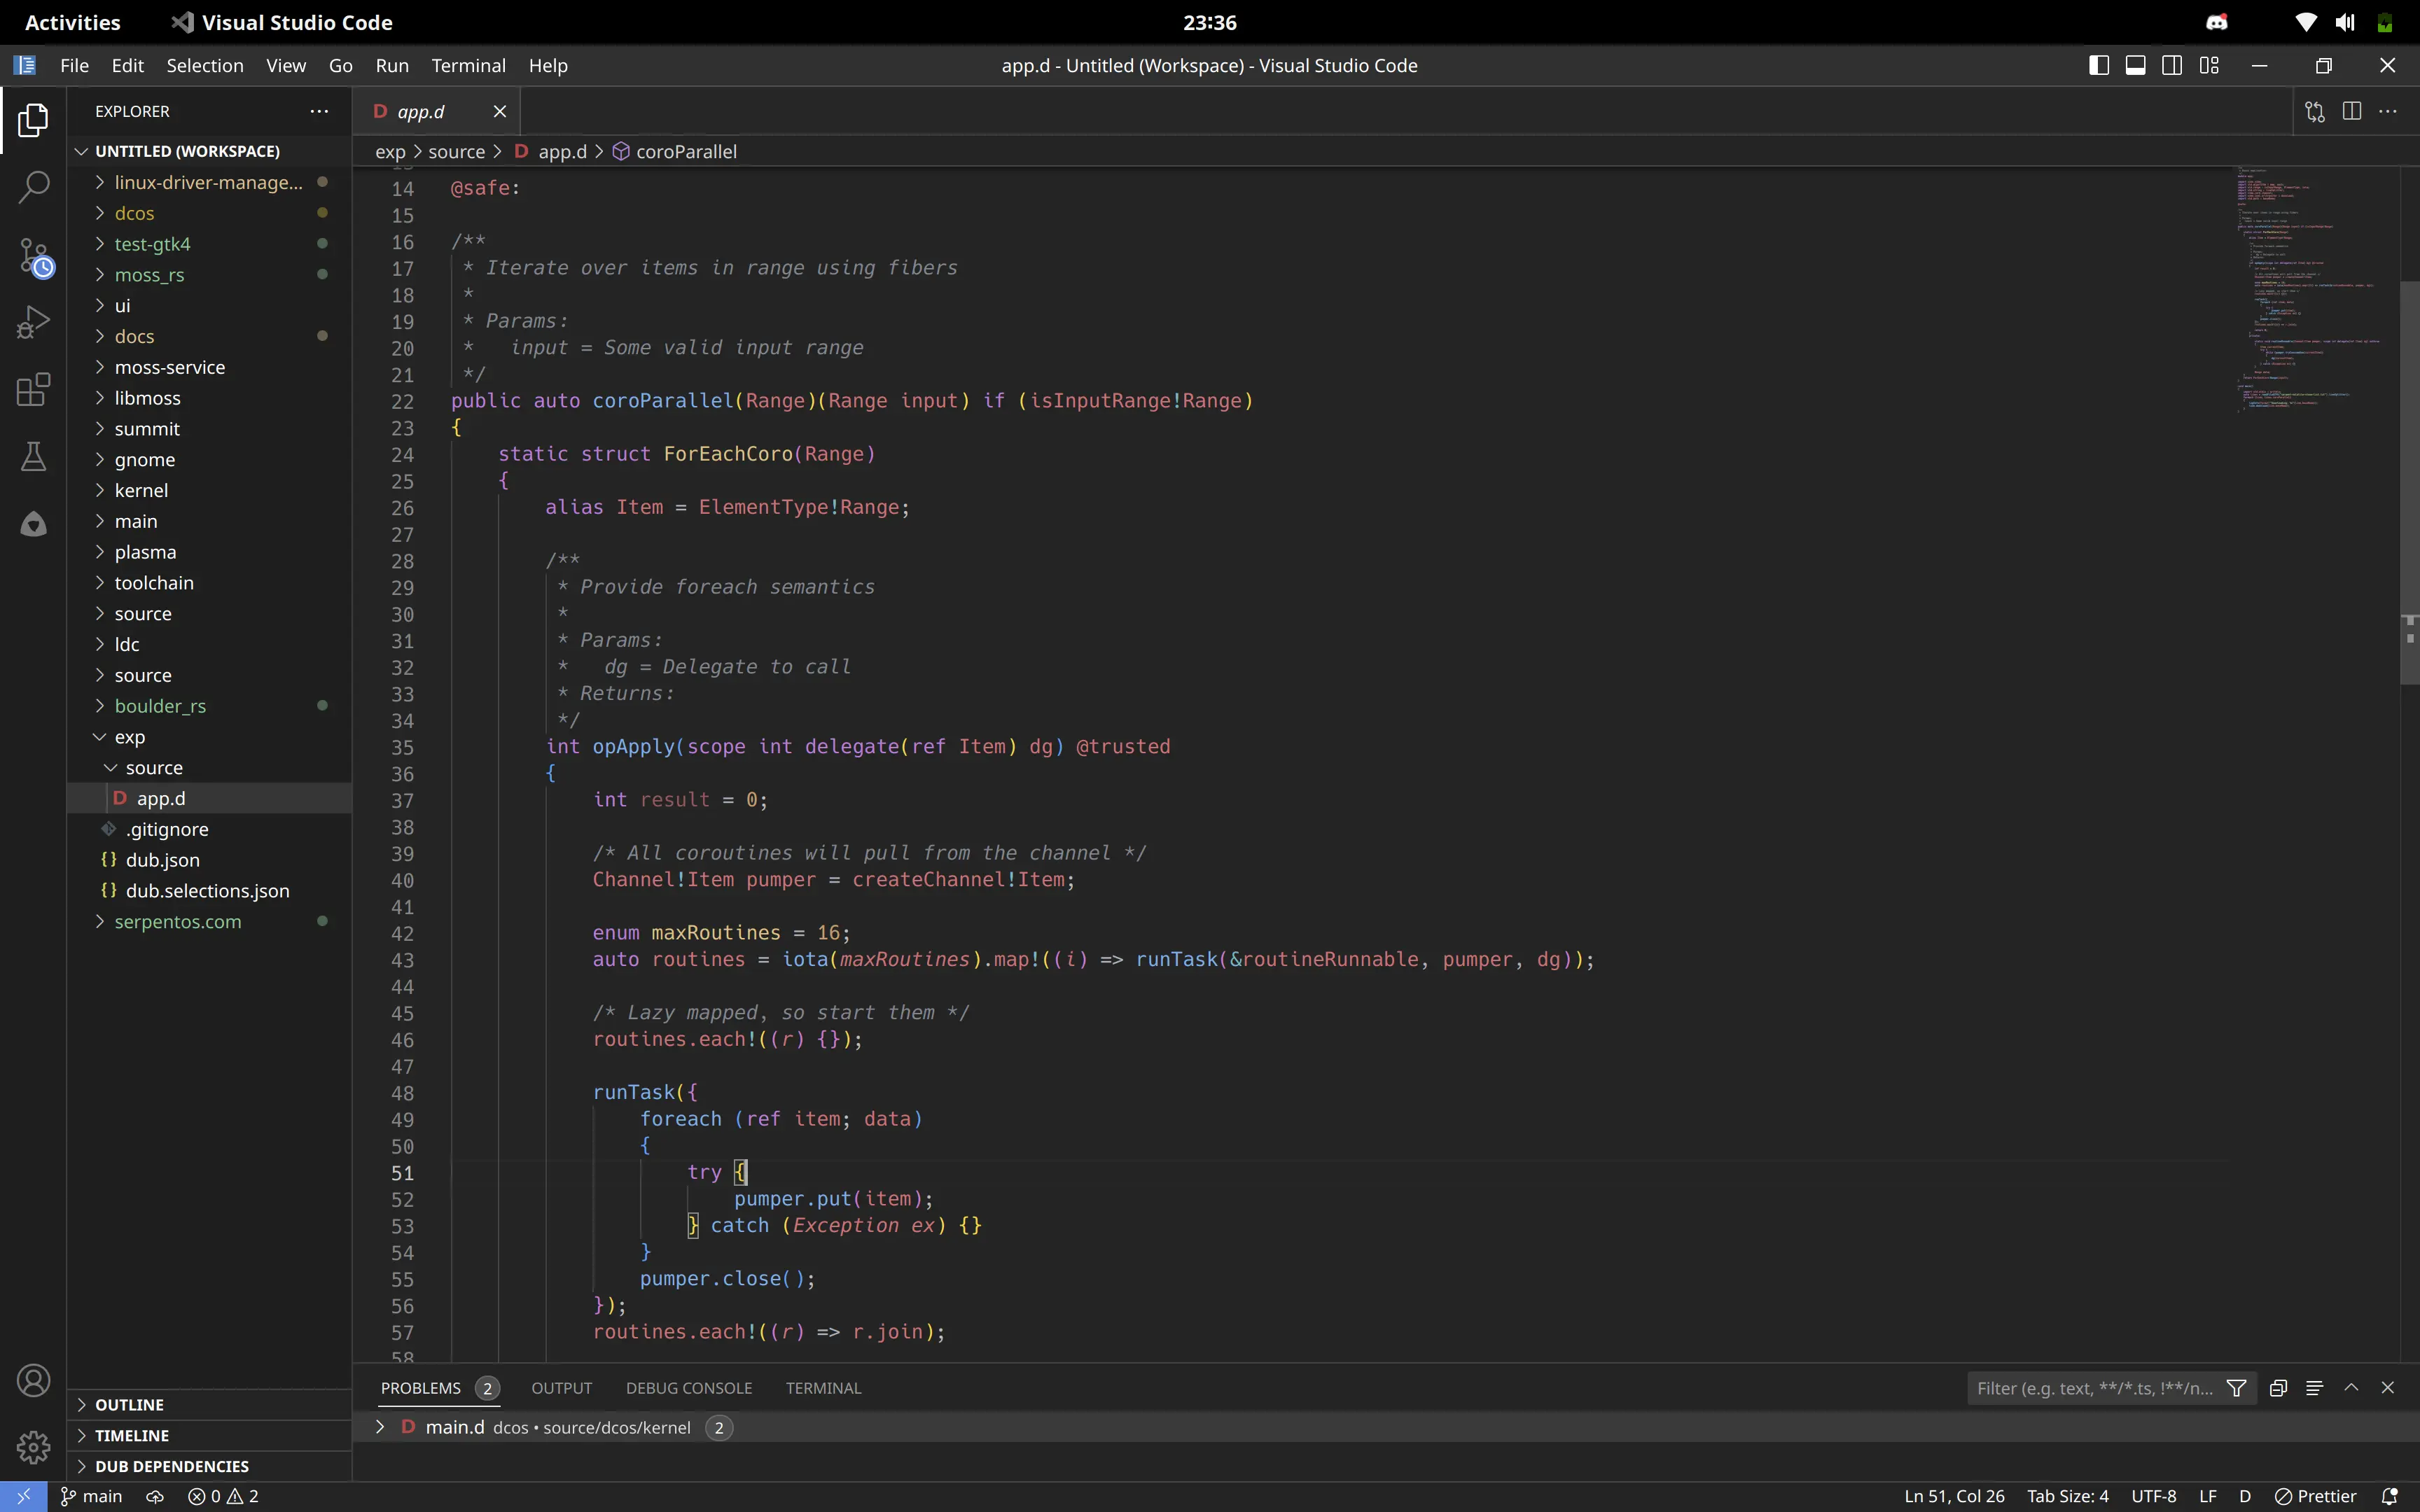 Activities
Visual Studio Code
23:36
File Edit Selection View Go Run Terminal Help
app.d - Untitled (Workspace) - Visual Studio Code
EXPLORER
UNTITLED (WORKSPACE)
linux-driver-manage...
dcos
test-gtk4
moss_rs
ui
docs
moss-service
libmoss
summit
gnome
kernel
main
plasma
toolchain
source
ldc
source
boulder_rs
exp
source
D app.d
.gitignore
{} dub.json
{} dub.selections.json
serpentos.com
OUTLINE
TIMELINE
DUB DEPENDENCIES
D app.d
exp > source > D app.d > coroParallel
14 @safe:
15
16 /**
17  * Iterate over items in range using fibers
18  *
19  * Params:
20  *   input = Some valid input range
21  */
22 public auto coroParallel(Range)(Range input) if (isInputRange!Range)
23 {
24     static struct ForEachCoro(Range)
25     {
26         alias Item = ElementType!Range;
27
28         /**
29          * Provide foreach semantics
30          *
31          * Params:
32          *   dg = Delegate to call
33          * Returns:
34          */
35         int opApply(scope int delegate(ref Item) dg) @trusted
36         {
37             int result = 0;
38
39             /* All coroutines will pull from the channel */
40             Channel!Item pumper = createChannel!Item;
41
42             enum maxRoutines = 16;
43             auto routines = iota(maxRoutines).map!((i) => runTask(&routineRunnable, pumper, dg));
44
45             /* Lazy mapped, so start them */
46             routines.each!((r) {});
47
48             runTask({
49                 foreach (ref item; data)
50                 {
51                     try {
52                         pumper.put(item);
53                     } catch (Exception ex) {}
54                 }
55                 pumper.close();
56             });
57             routines.each!((r) => r.join);
58
PROBLEMS 2 OUTPUT DEBUG CONSOLE TERMINAL
Filter (e.g. text, **/*.ts, !**/n...
D main.d dcos • source/dcos/kernel 2
main
0 2
Ln 51, Col 26 Tab Size: 4 UTF-8 LF D Prettier